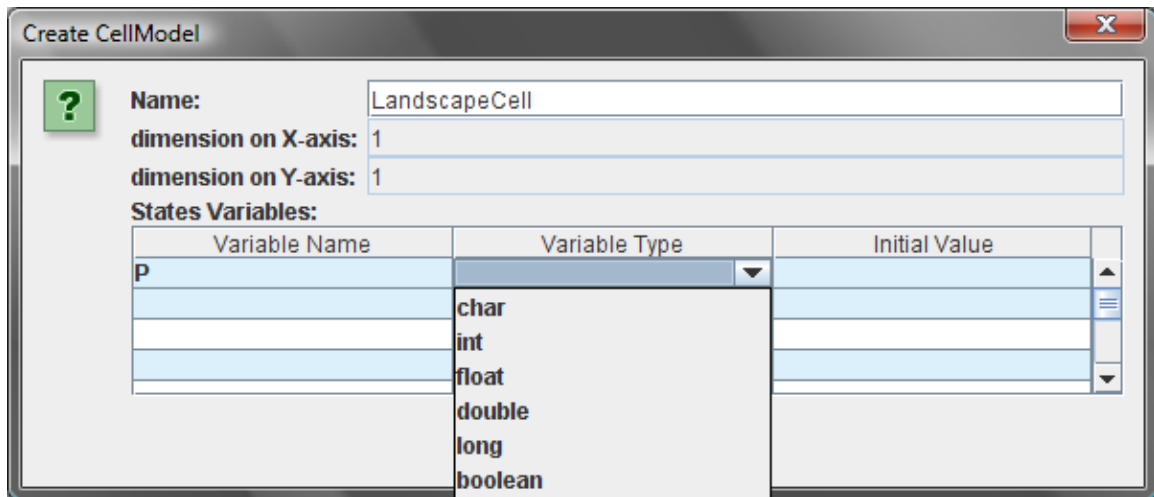 Create CellModel
x
?
Name: LandscapeCell
dimension on X-axis: 1
dimension on Y-axis: 1
States Variables:
Variable Name Variable Type Initial Value
P
char
int
float
double
long
boolean